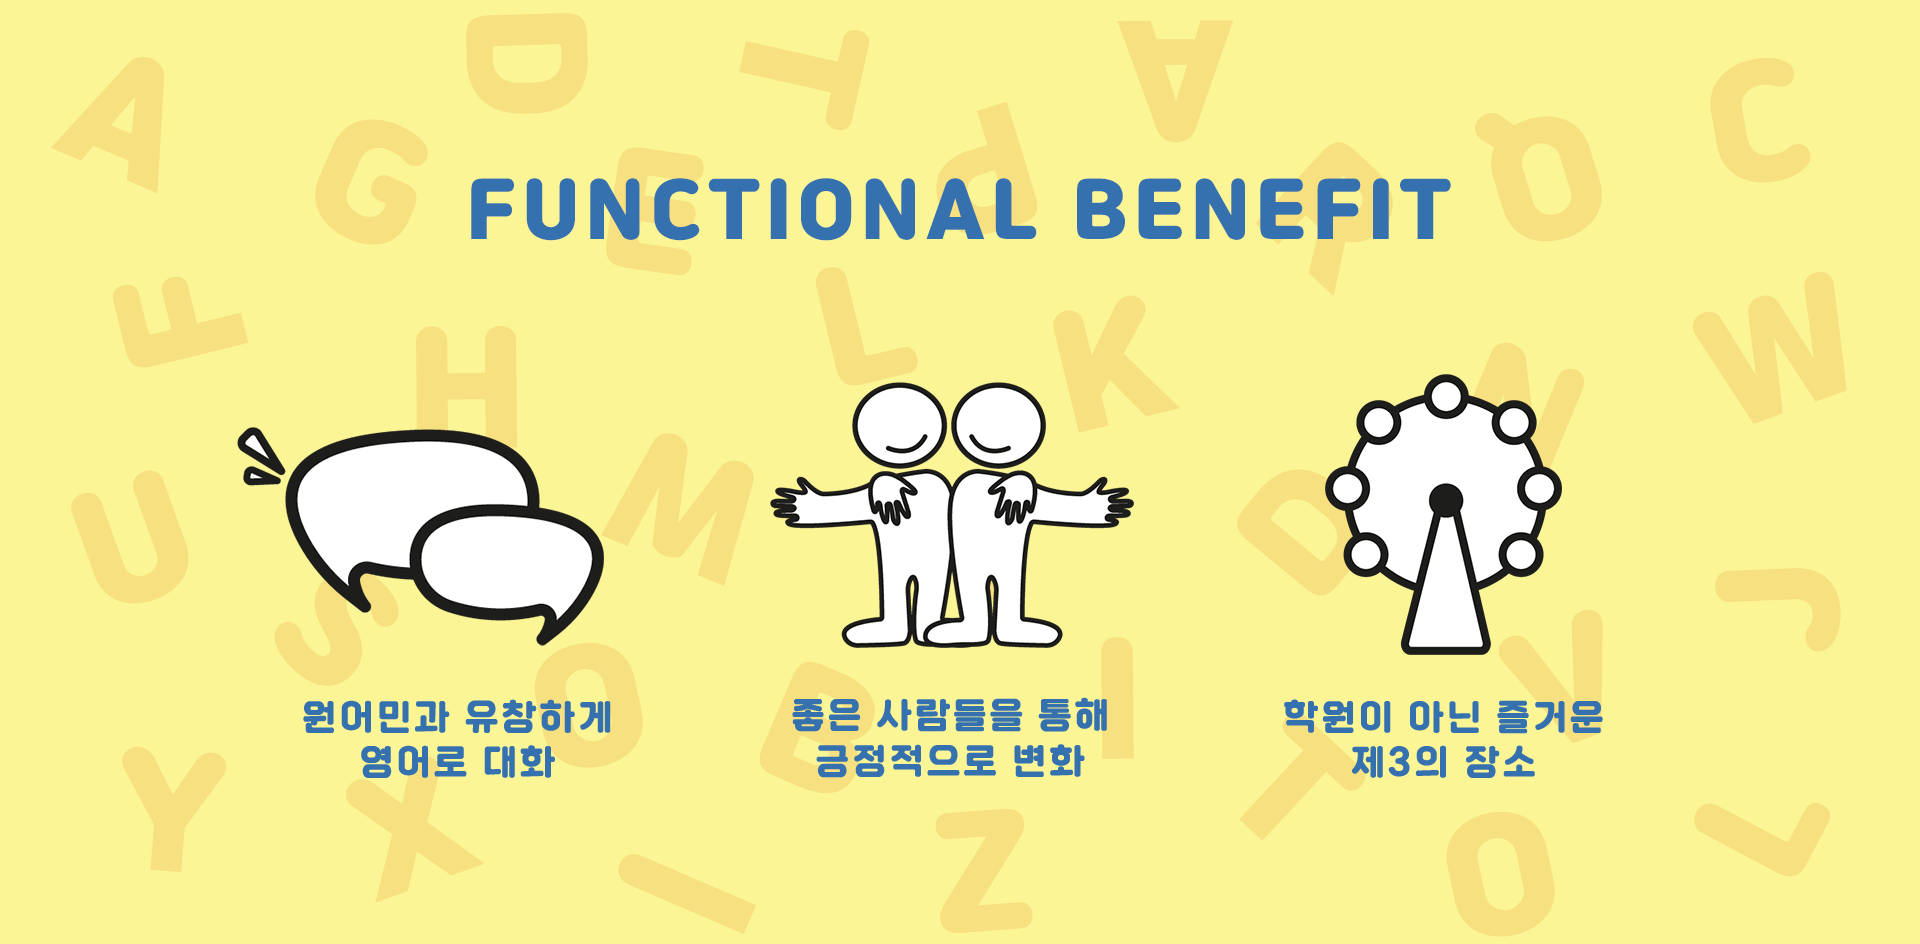 FUNCTIONAL BENEFIT
원어민과 유창하게
영어로 대화
좋은 사람들을 통해
긍정적으로 변화
학원이 아닌 즐거운
제3의 장소